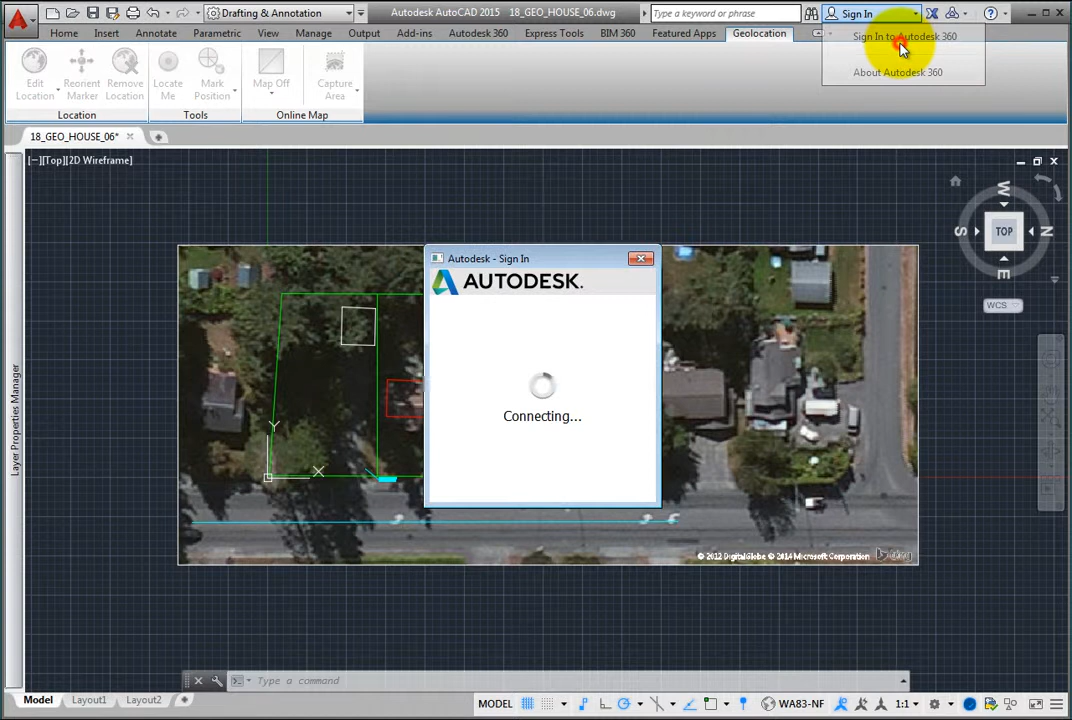 Drafting & Annotation
Autodesk AutoCAD 2015 18_GEO_HOUSE_06.dwg
Type a keyword or phrase
Sign In
Home Insert Annotate Parametric View Manage Output Add-ins Autodesk 360 Express Tools BIM 360 Featured Apps Geolocation
Sign In to Autodesk 360
About Autodesk 360
Edit Location
Reorient Marker
Remove Location
Locate Me
Mark Position
Map Off
Capture Area
Location
Tools
Online Map
18_GEO_HOUSE_06*
[−][Top][2D Wireframe]
Layer Properties Manager
W
S TOP N
E
WCS
Autodesk - Sign In
AUTODESK.
Connecting...
Y
X
© 2012 DigitalGlobe © 2014 Microsoft Corporation bing
Type a command
Model Layout1 Layout2
MODEL
WA83-NF
1:1